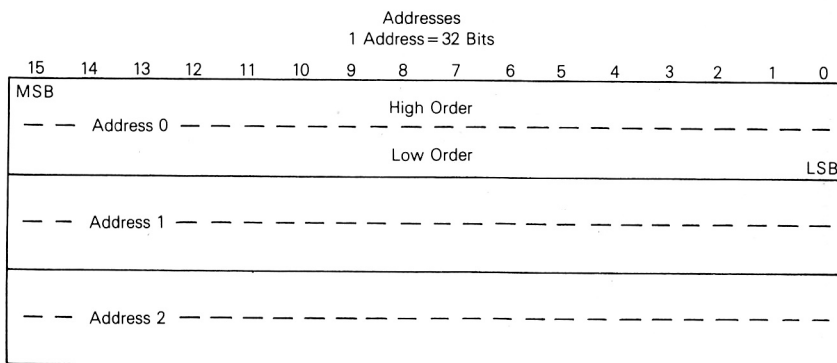 Addresses
1 Address = 32 Bits
15 14 13 12 11 10 9 8 7 6 5 4 3 2 1 0
MSB
High Order
Address 0
Low Order
LSB
Address 1
Address 2